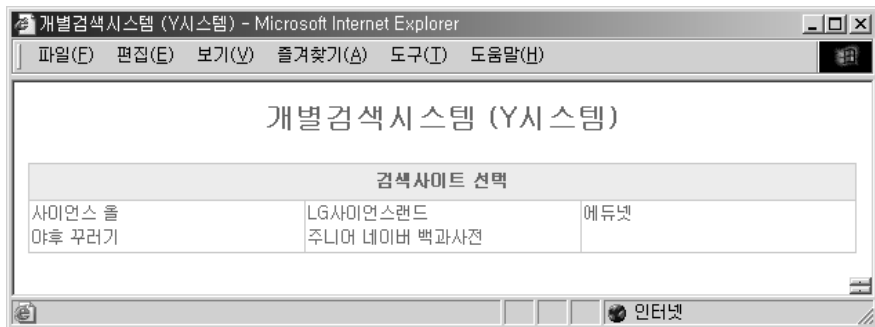 개별검색시스템 (Y시스템) - Microsoft Internet Explorer
파일(F) 편집(E) 보기(V) 즐겨찾기(A) 도구(T) 도움말(H)
개별검색시스템 (Y시스템)
검색사이트 선택
사이언스 올 LG사이언스랜드 에듀넷
야후 꾸러기 주니어 네이버 백과사전
인터넷